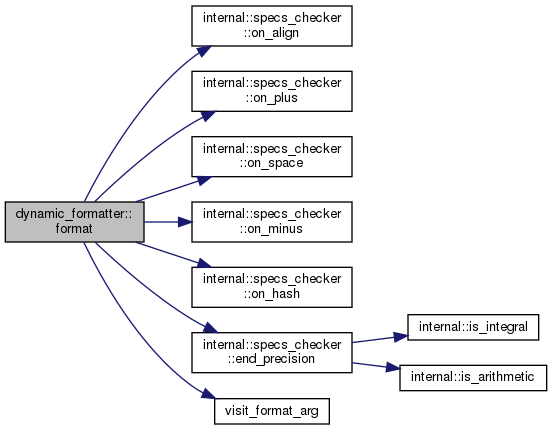 dynamic_formatter::
format
internal::specs_checker
::on_align
internal::specs_checker
::on_plus
internal::specs_checker
::on_space
internal::specs_checker
::on_minus
internal::specs_checker
::on_hash
internal::specs_checker
::end_precision
internal::is_integral
internal::is_arithmetic
visit_format_arg